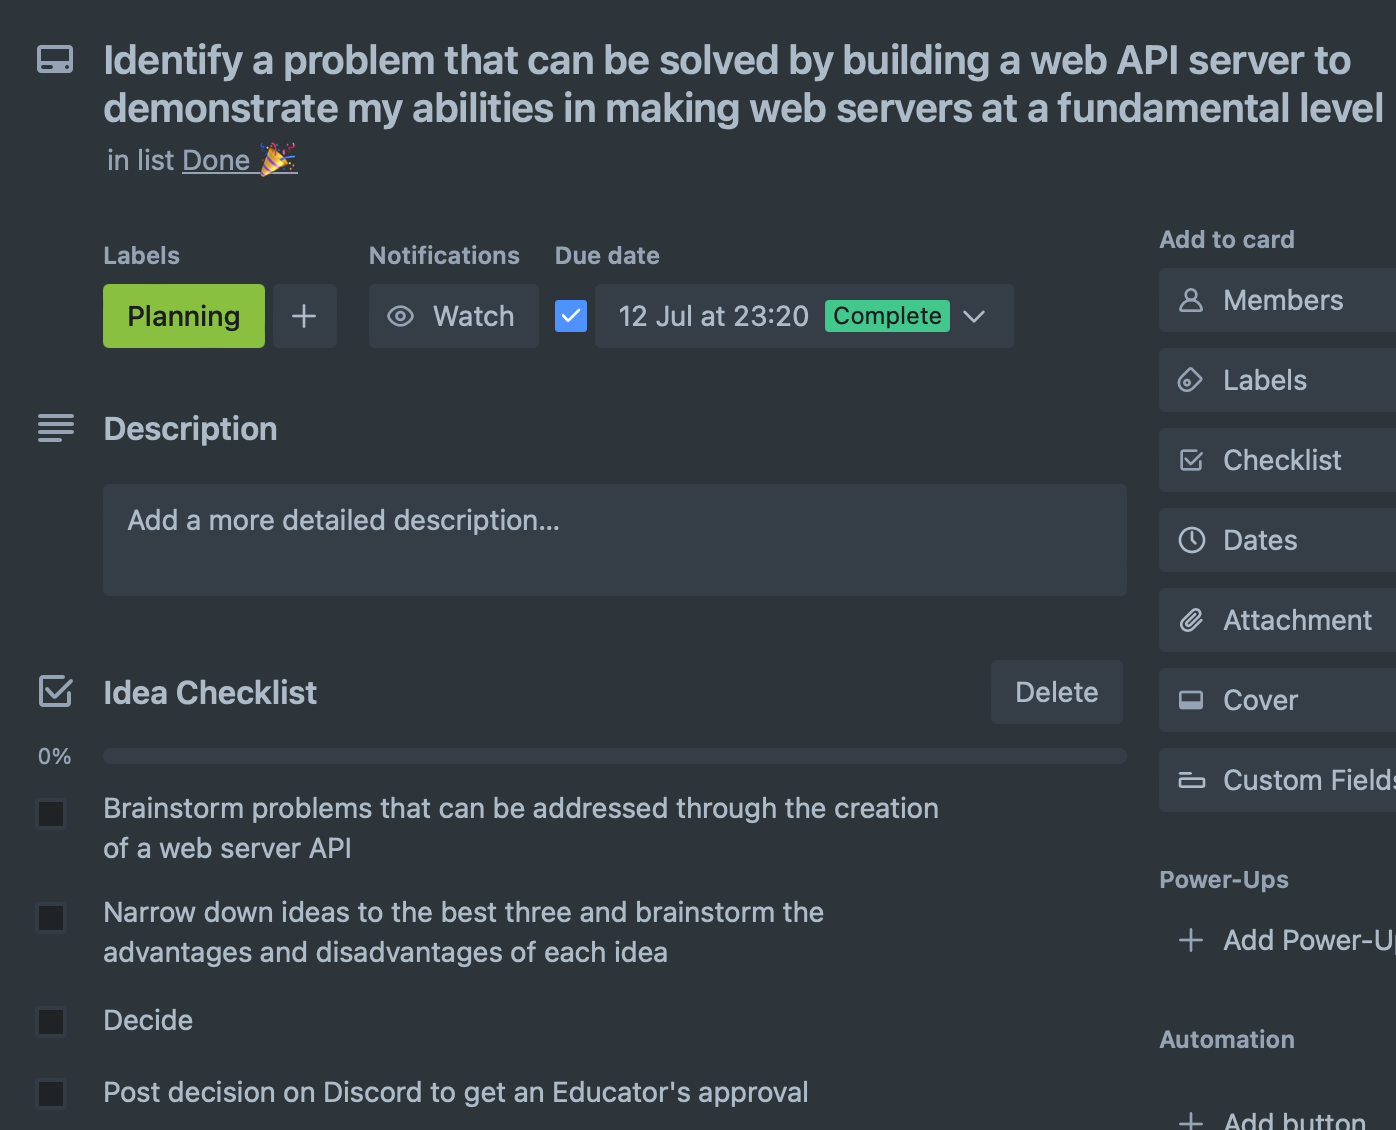 Identify a problem that can be solved by building a web API server to
demonstrate my abilities in making web servers at a fundamental level
in list Done 🎉
Labels
Notifications
Due date
Planning
Watch
12 Jul at 23:20
Complete
Description
Add a more detailed description...
Idea Checklist
Delete
0%
Brainstorm problems that can be addressed through the creation
of a web server API
Narrow down ideas to the best three and brainstorm the
advantages and disadvantages of each idea
Decide
Post decision on Discord to get an Educator's approval
Add to card
Members
Labels
Checklist
Dates
Attachment
Cover
Custom Fields
Power-Ups
Add Power-U
Automation
Add button